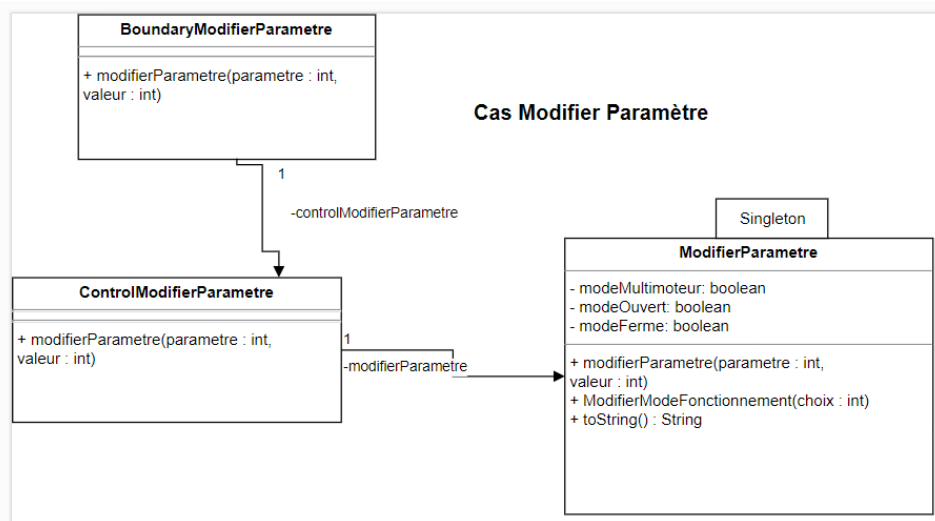 BoundaryModifierParametre
+ modifierParametre(parametre : int,
valeur : int)
Cas Modifier Paramètre
1
-controlModifierParametre
Singleton
ModifierParametre
- modeMultimoteur: boolean
- modeOuvert: boolean
- modeFerme: boolean
+ modifierParametre(parametre : int,
valeur : int)
+ ModifierModeFonctionnement(choix : int)
+ toString() : String
ControlModifierParametre
+ modifierParametre(parametre : int,
valeur : int)
1
-modifierParametre